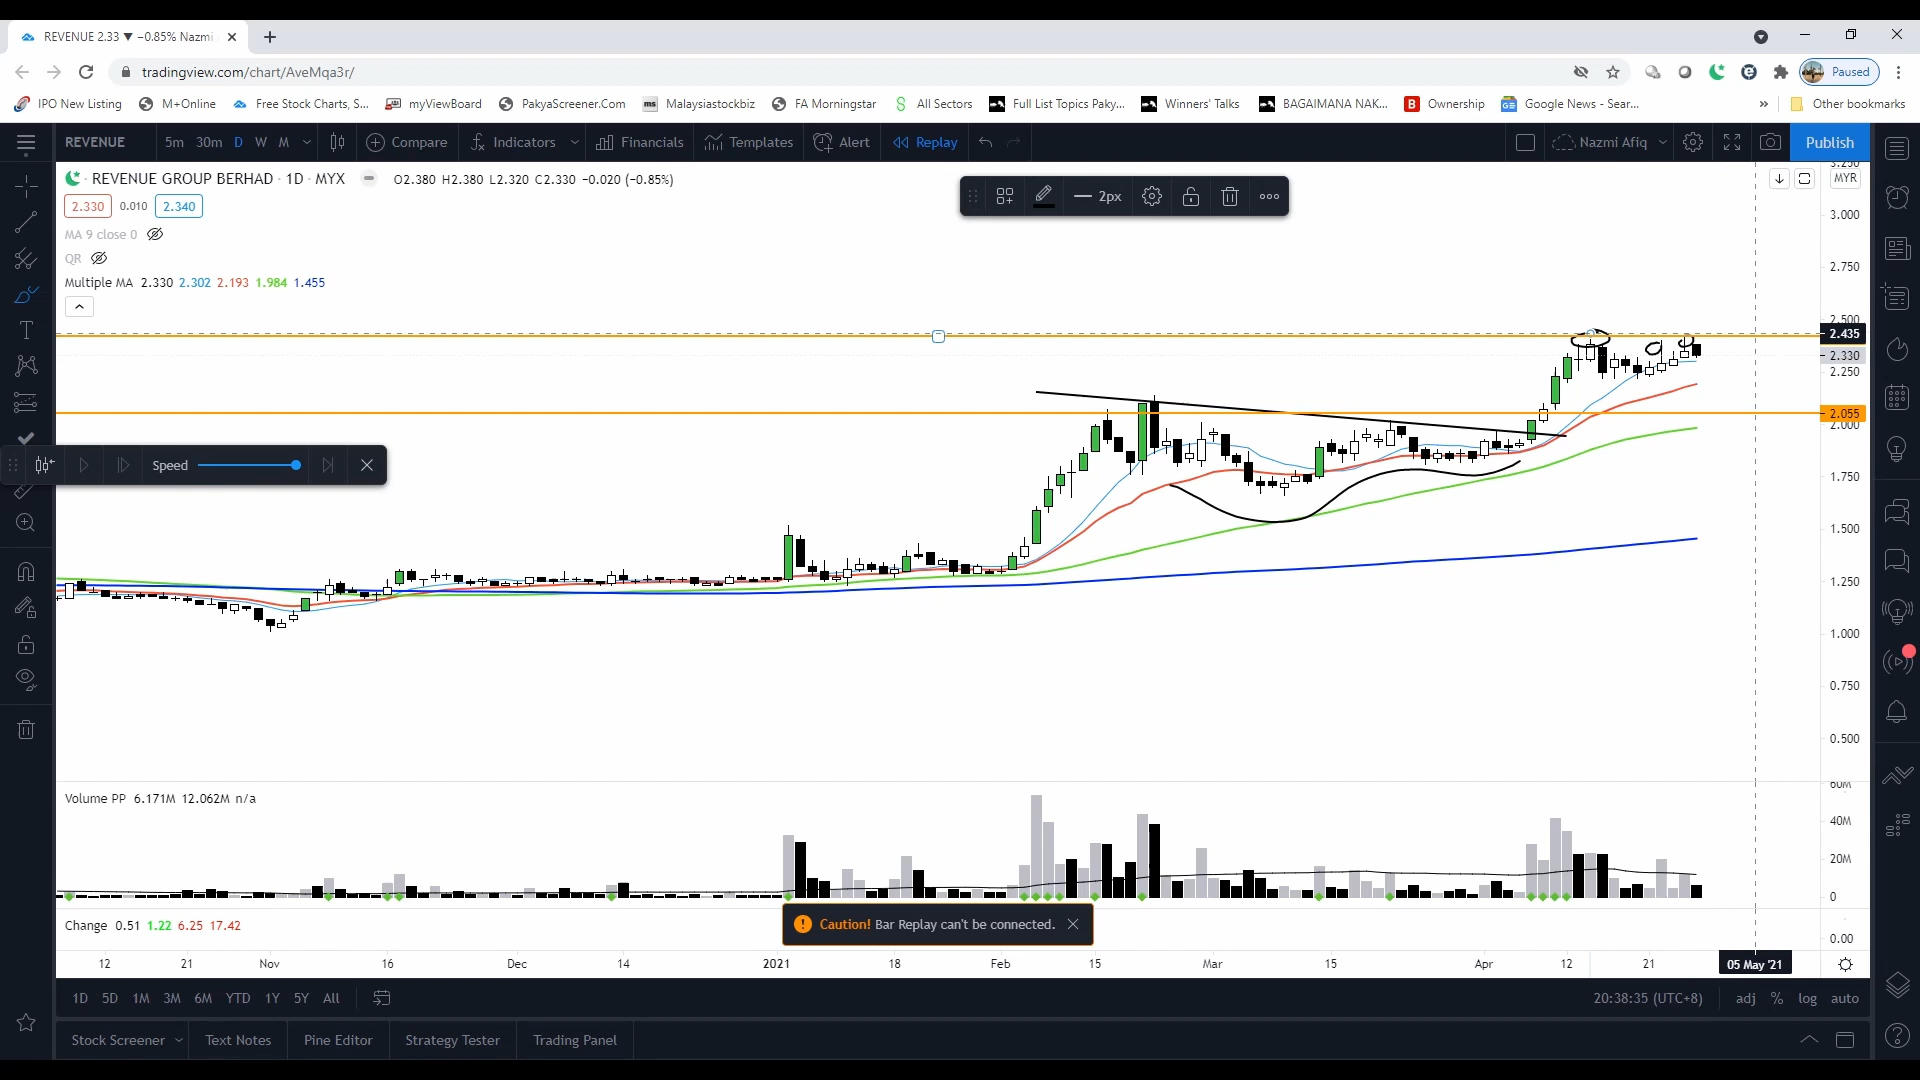 REVENUE 2.33 ▼ −0.85% Nazmi
tradingview.com/chart/AveMqa3r/
Paused
IPO New Listing M+Online Free Stock Charts, S... myViewBoard PakyaScreener.Com Malaysiastockbiz FA Morningstar All Sectors Full List Topics Paky... Winners' Talks BAGAIMANA NAK... Ownership Google News - Sear... » Other bookmarks
REVENUE 5m 30m D W M Compare Indicators Financials Templates Alert Replay Nazmi Afiq Publish
REVENUE GROUP BERHAD · 1D · MYX O2.380 H2.380 L2.320 C2.330 −0.020 (−0.85%)
MYR
2.330 0.010 2.340
2px
MA 9 close 0
QR
Multiple MA 2.330 2.302 2.193 1.984 1.455
3.250
3.000
2.750
2.500
2.435
2.330
2.250
2.055
2.000
1.750
1.500
1.250
1.000
0.750
0.500
Speed
Volume PP 6.171M 12.062M n/a
60M
40M
20M
0
Caution! Bar Replay can't be connected.
Change 0.51 1.22 6.25 17.42
0.00
12 21 Nov 16 Dec 14 2021 18 Feb 15 Mar 15 Apr 12 21 05 May '21
1D 5D 1M 3M 6M YTD 1Y 5Y All 20:38:35 (UTC+8) adj % log auto
Stock Screener Text Notes Pine Editor Strategy Tester Trading Panel